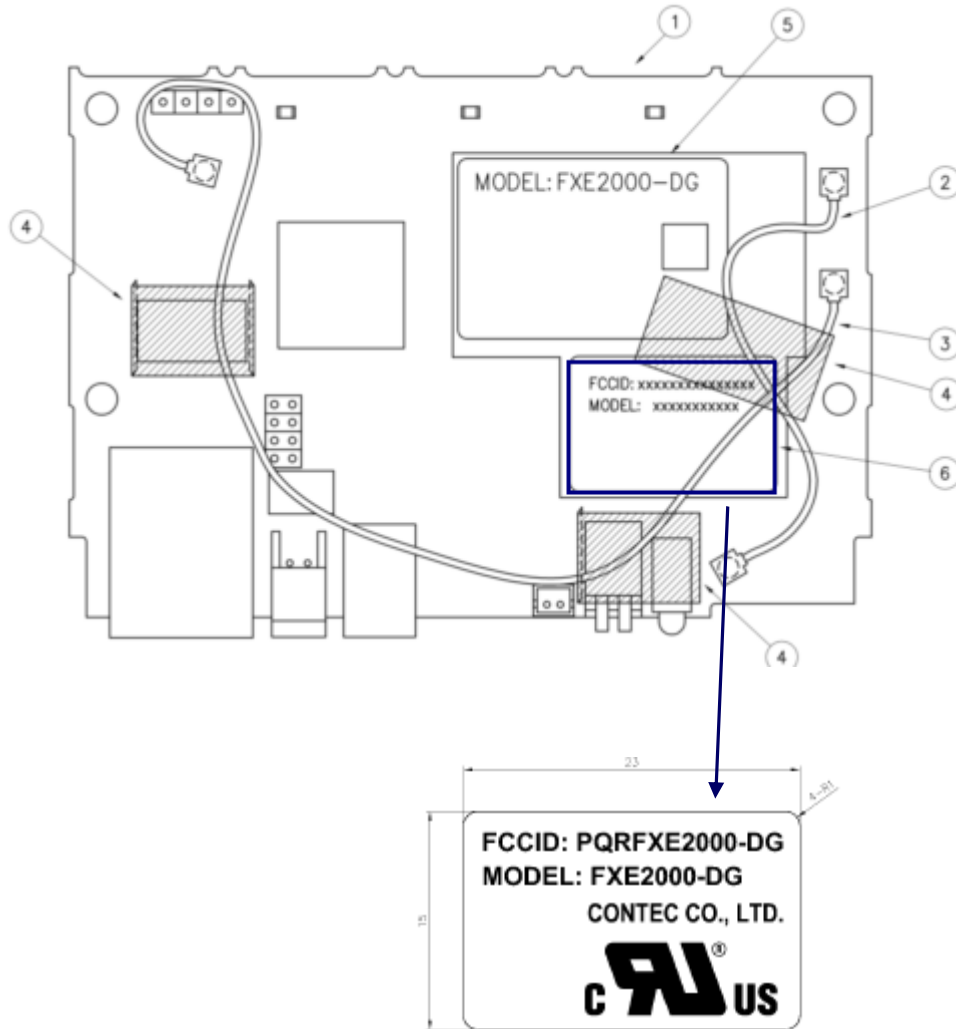 1
5
MODEL: FXE2000-DG
2
4
3
FCCID: xxxxxxxxxxxxxxx
MODEL: xxxxxxxxxxx
4
6
4
23
4-R1
15
FCCID: PQRFXE2000-DG
MODEL: FXE2000-DG
CONTEC CO., LTD.
C RU ® US